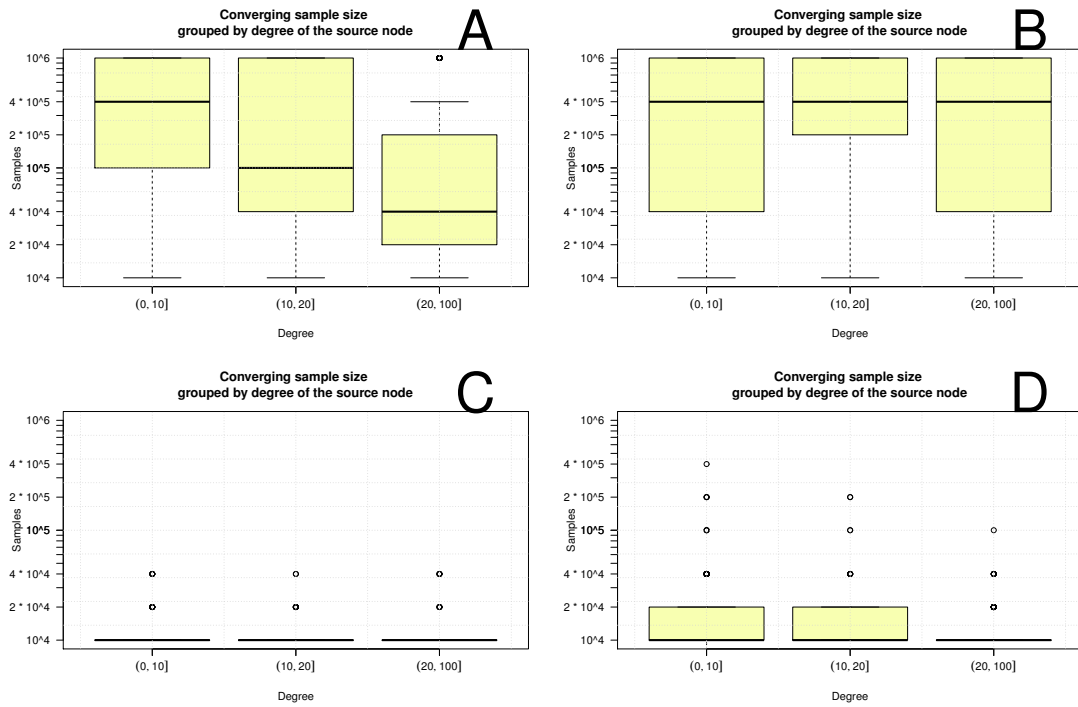 Converging sample size
grouped by degree of the source node
A
Samples
10^6
4 * 10^5
2 * 10^5
10^5
4 * 10^4
2 * 10^4
10^4
(0, 10]
(10, 20]
(20, 100]
Degree
Converging sample size
grouped by degree of the source node
B
Samples
10^6
4 * 10^5
2 * 10^5
10^5
4 * 10^4
2 * 10^4
10^4
(0, 10]
(10, 20]
(20, 100]
Degree
Converging sample size
grouped by degree of the source node
C
Samples
10^6
4 * 10^5
2 * 10^5
10^5
4 * 10^4
2 * 10^4
10^4
(0, 10]
(10, 20]
(20, 100]
Degree
Converging sample size
grouped by degree of the source node
D
Samples
10^6
4 * 10^5
2 * 10^5
10^5
4 * 10^4
2 * 10^4
10^4
(0, 10]
(10, 20]
(20, 100]
Degree